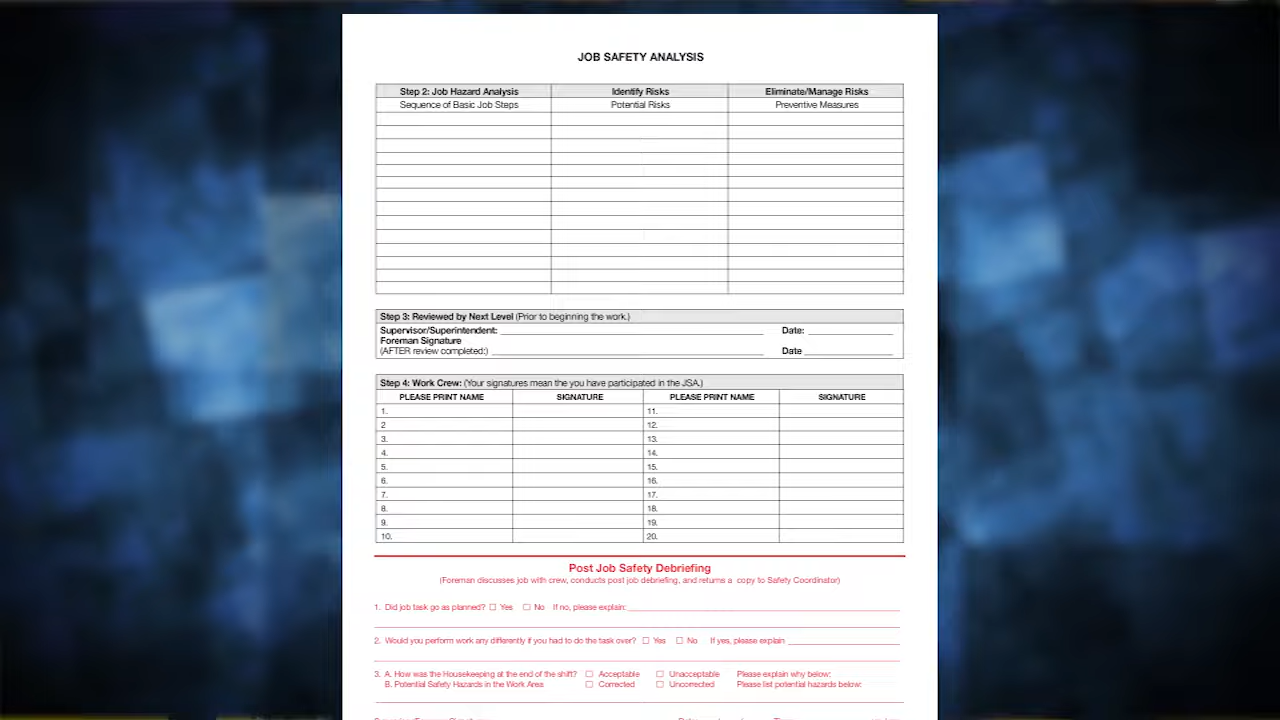 JOB SAFETY ANALYSIS
Step 2: Job Hazard Analysis Identify Risks Eliminate/Manage Risks
Sequence of Basic Job Steps Potential Risks Preventive Measures
Step 3: Reviewed by Next Level (Prior to beginning the work.)
Supervisor/Superintendent: Date:
Foreman Signature
(AFTER review completed:) Date
Step 4: Work Crew: (Your signatures mean the you have participated in the JSA.)
PLEASE PRINT NAME SIGNATURE PLEASE PRINT NAME SIGNATURE
1. 11.
2 12.
3. 13.
4. 14.
5. 15.
6. 16.
7. 17.
8. 18.
9. 19.
10. 20.
Post Job Safety Debriefing
(Foreman discusses job with crew, conducts post job debriefing, and returns a copy to Safety Coordinator)
1. Did job task go as planned? ☐ Yes ☐ No If no, please explain:
2. Would you perform work any differently if you had to do the task over? ☐ Yes ☐ No If yes, please explain
3. A. How was the Housekeeping at the end of the shift? ☐ Acceptable ☐ Unacceptable Please explain why below:
B. Potential Safety Hazards in the Work Area ☐ Corrected ☐ Uncorrected Please list potential hazards below: